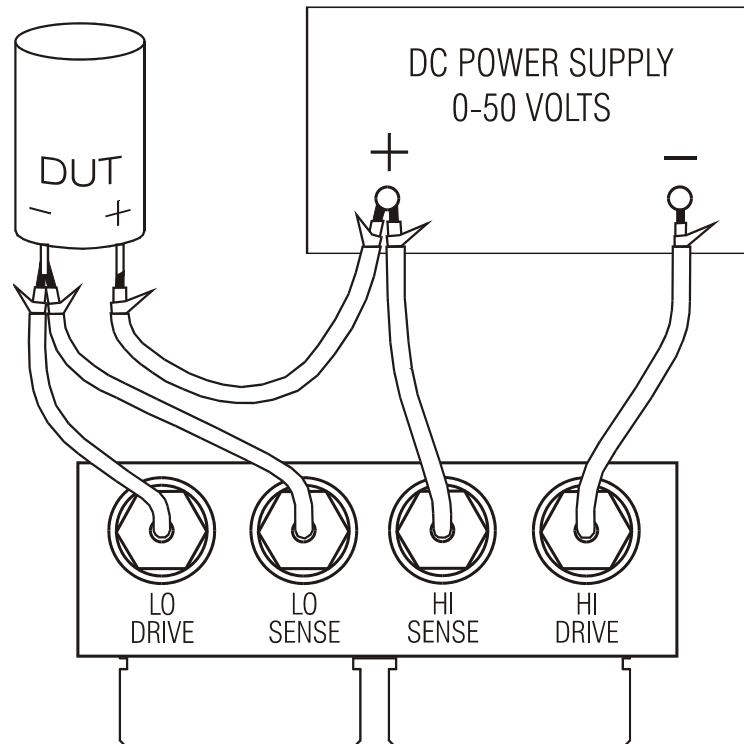 DC POWER SUPPLY
0-50 VOLTS
+
−
DUT
− +
LO
DRIVE
LO
SENSE
HI
SENSE
HI
DRIVE